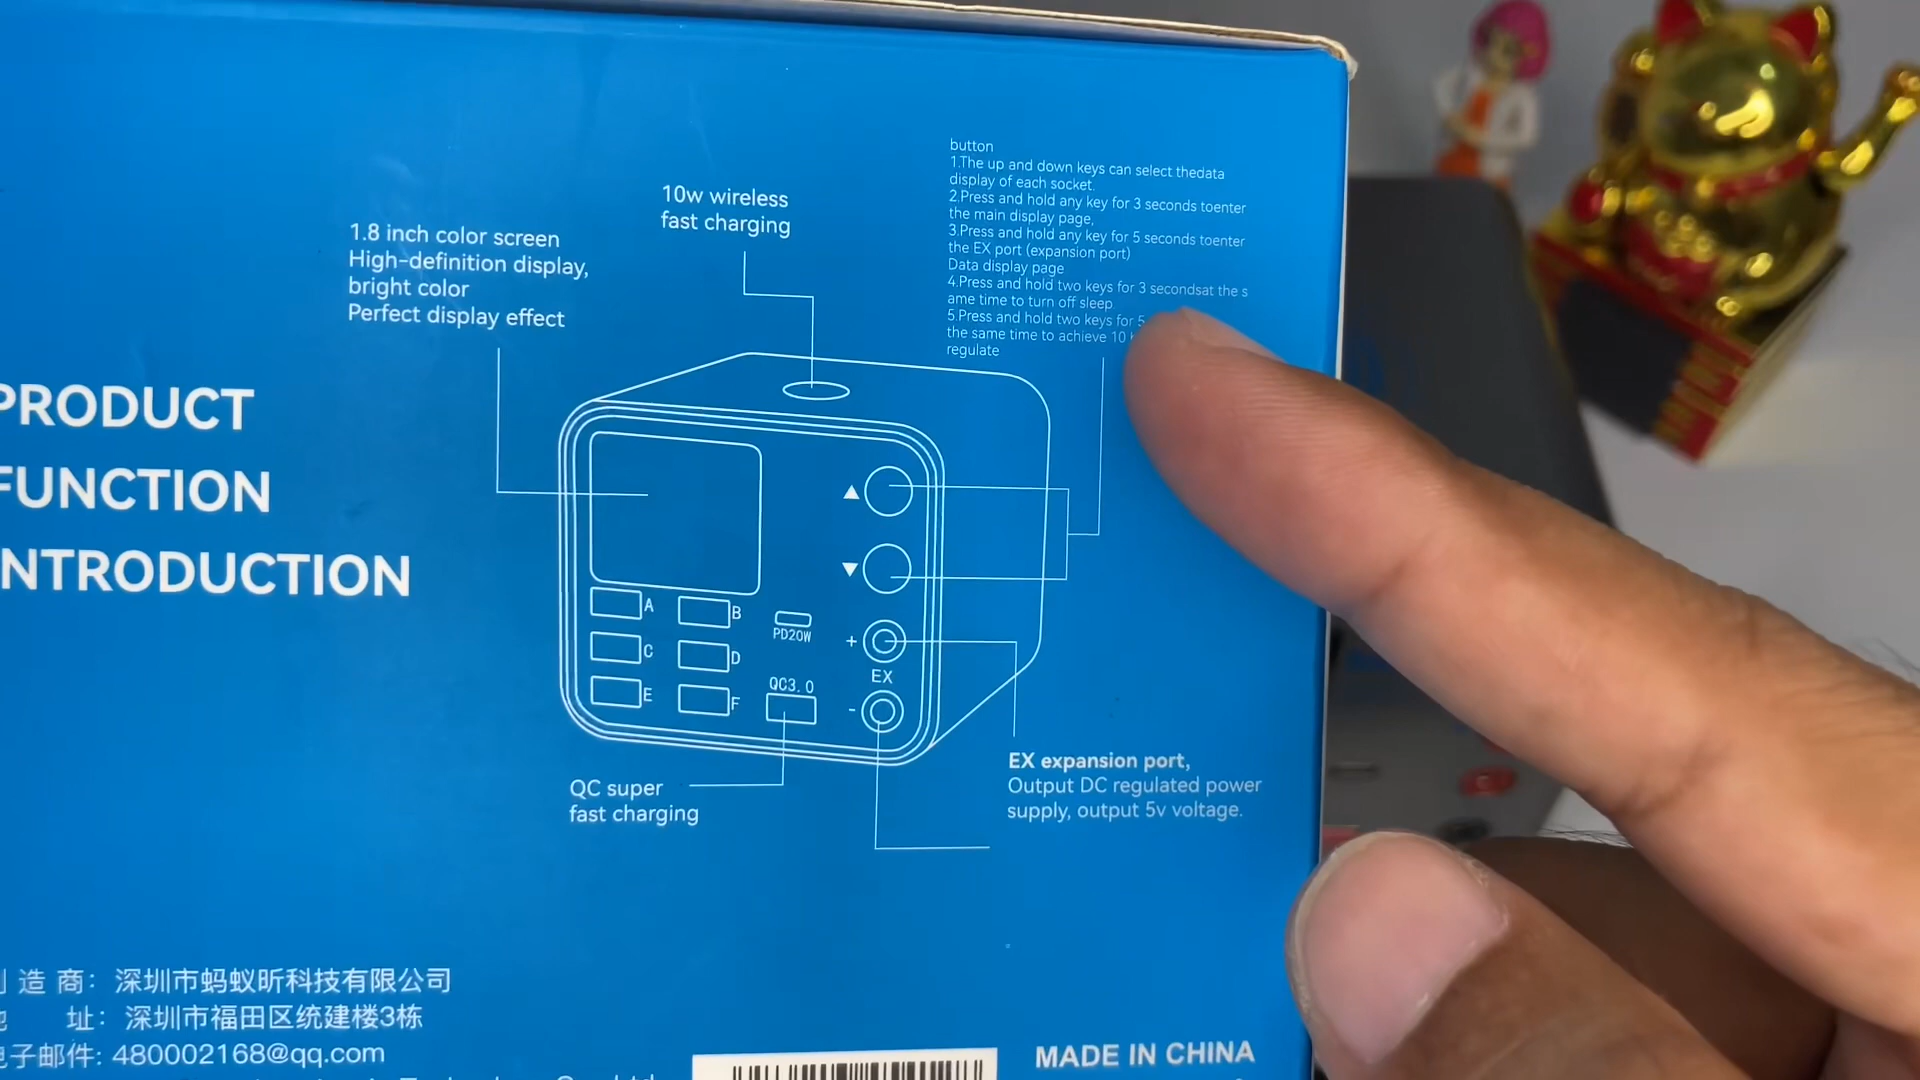 button
1.The up and down keys can select thedata
display of each socket.
2.Press and hold any key for 3 seconds toenter
the main display page,
3.Press and hold any key for 5 seconds toenter
the EX port (expansion port)
Data display page
4.Press and hold two keys for 3 secondsat the s
ame time to turn off sleep
5.Press and hold two keys for 5
the same time to achieve 10
regulate
10w wireless
fast charging
1.8 inch color screen
High-definition display,
bright color
Perfect display effect
PRODUCT
FUNCTION
INTRODUCTION
▲
▼
A
B
PD20W
C
D
E
F
QC3.0
+
EX
-
QC super
fast charging
EX expansion port,
Output DC regulated power
supply, output 5v voltage.
造 商：深圳市蚂蚁昕科技有限公司
址：深圳市福田区统建楼3栋
子邮件: 480002168@qq.com
MADE IN CHINA